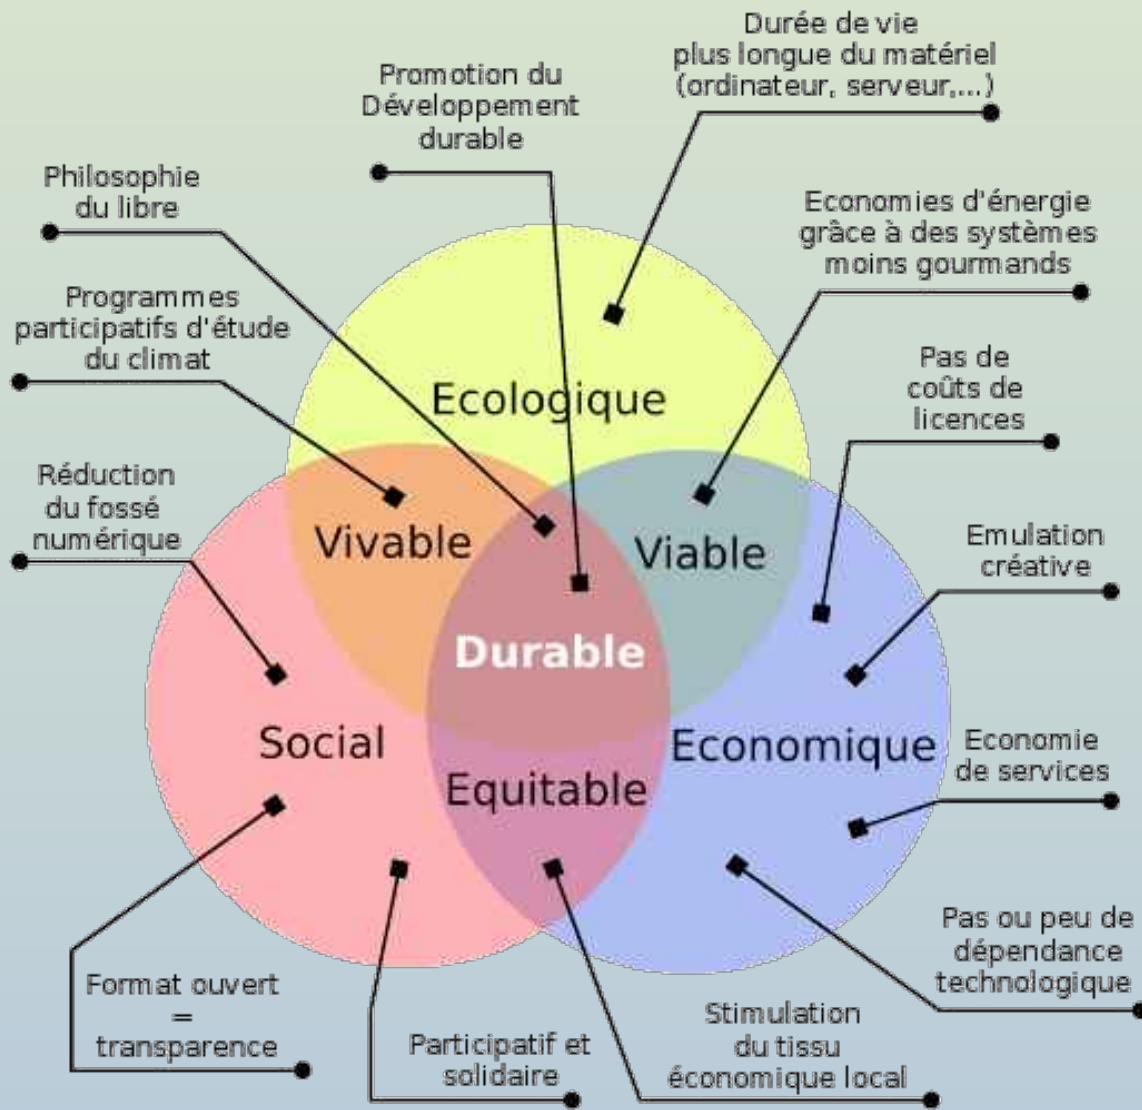 Durée de vie
plus longue du matériel
(ordinateur, serveur,...)
Promotion du
Développement
durable
Philosophie
du libre
Economies d'énergie
grâce à des systèmes
moins gourmands
Programmes
participatifs d'étude
du climat
Pas de
coûts de
licences
Ecologique
Réduction
du fossé
numérique
Vivable
Viable
Emulation
créative
Durable
Social
Economique
Economie
de services
Equitable
Pas ou peu de
dépendance
technologique
Format ouvert
=
transparence
Participatif et
solidaire
Stimulation
du tissu
économique local